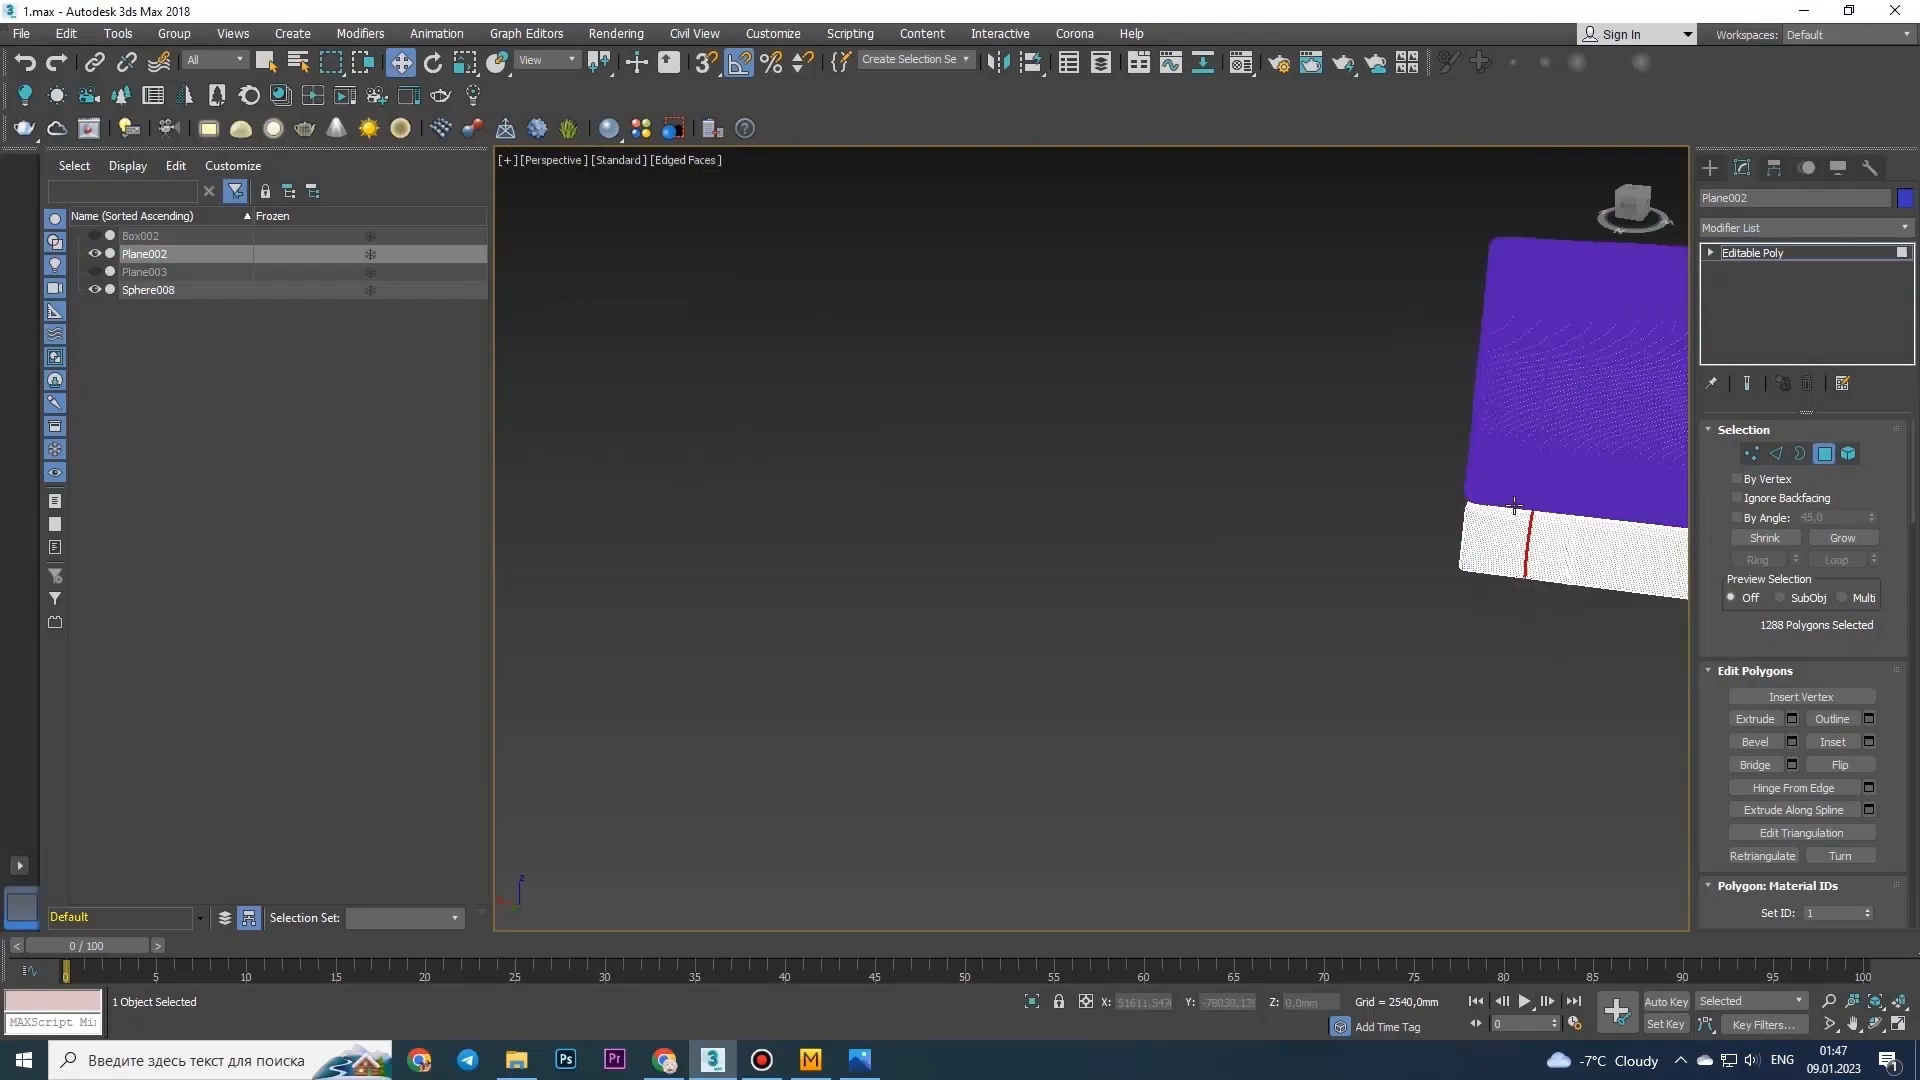 1.max - Autodesk 3ds Max 2018
File Edit Tools Group Views Create Modifiers Animation Graph Editors Rendering Civil View Customize Scripting Content Interactive Corona Help
Sign In
Workspaces: Default
All
View
Create Selection Se
Select Display Edit Customize
Name (Sorted Ascending) Frozen
Box002
Plane002
Plane003
Sphere008
[+] [Perspective] [Standard] [Edged Faces]
Plane002
Modifier List
Editable Poly
Selection
By Vertex
Ignore Backfacing
By Angle: 45,0
Shrink Grow
Ring Loop
Preview Selection
Off SubObj Multi
1288 Polygons Selected
Edit Polygons
Insert Vertex
Extrude Outline
Bevel Inset
Bridge Flip
Hinge From Edge
Extrude Along Spline
Edit Triangulation
Retriangulate Turn
Polygon: Material IDs
Set ID: 1
z
Default
Selection Set:
< 0 / 100 >
0 5 10 15 20 25 30 35 40 45 50 55 60 65 70 75 80 85 90 95 100
MAXScript Mi
1 Object Selected
X: Y: Z: 0,0mm
Grid = 2540,0mm
Add Time Tag
0
Auto Key Selected
Set Key Key Filters...
Введите здесь текст для поиска
-7°C Cloudy
ENG
01:47
09.01.2023